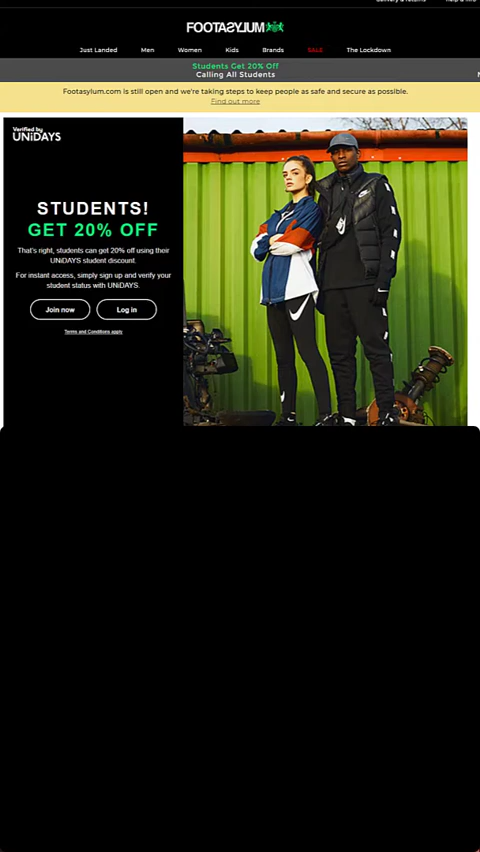 Delivery & returns Help & info
FOOTASYLUM
Just Landed Men Women Kids Brands SALE The Lockdown
Students Get 20% Off
Calling All Students
Footasylum.com is still open and we're taking steps to keep people as safe and secure as possible.
Find out more
Verified by
UNiDAYS
STUDENTS!
GET 20% OFF
That's right, students can get 20% off using their
UNiDAYS student discount.
For instant access, simply sign up and verify your
student status with UNiDAYS.
Join now Log in
Terms and Conditions apply